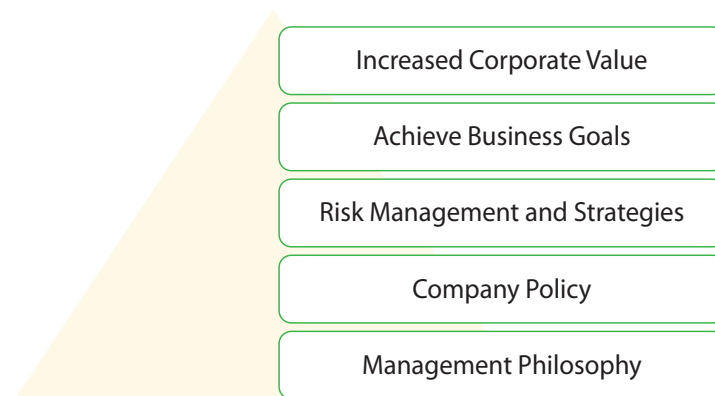 Increased Corporate Value
Achieve Business Goals
Risk Management and Strategies
Company Policy
Management Philosophy